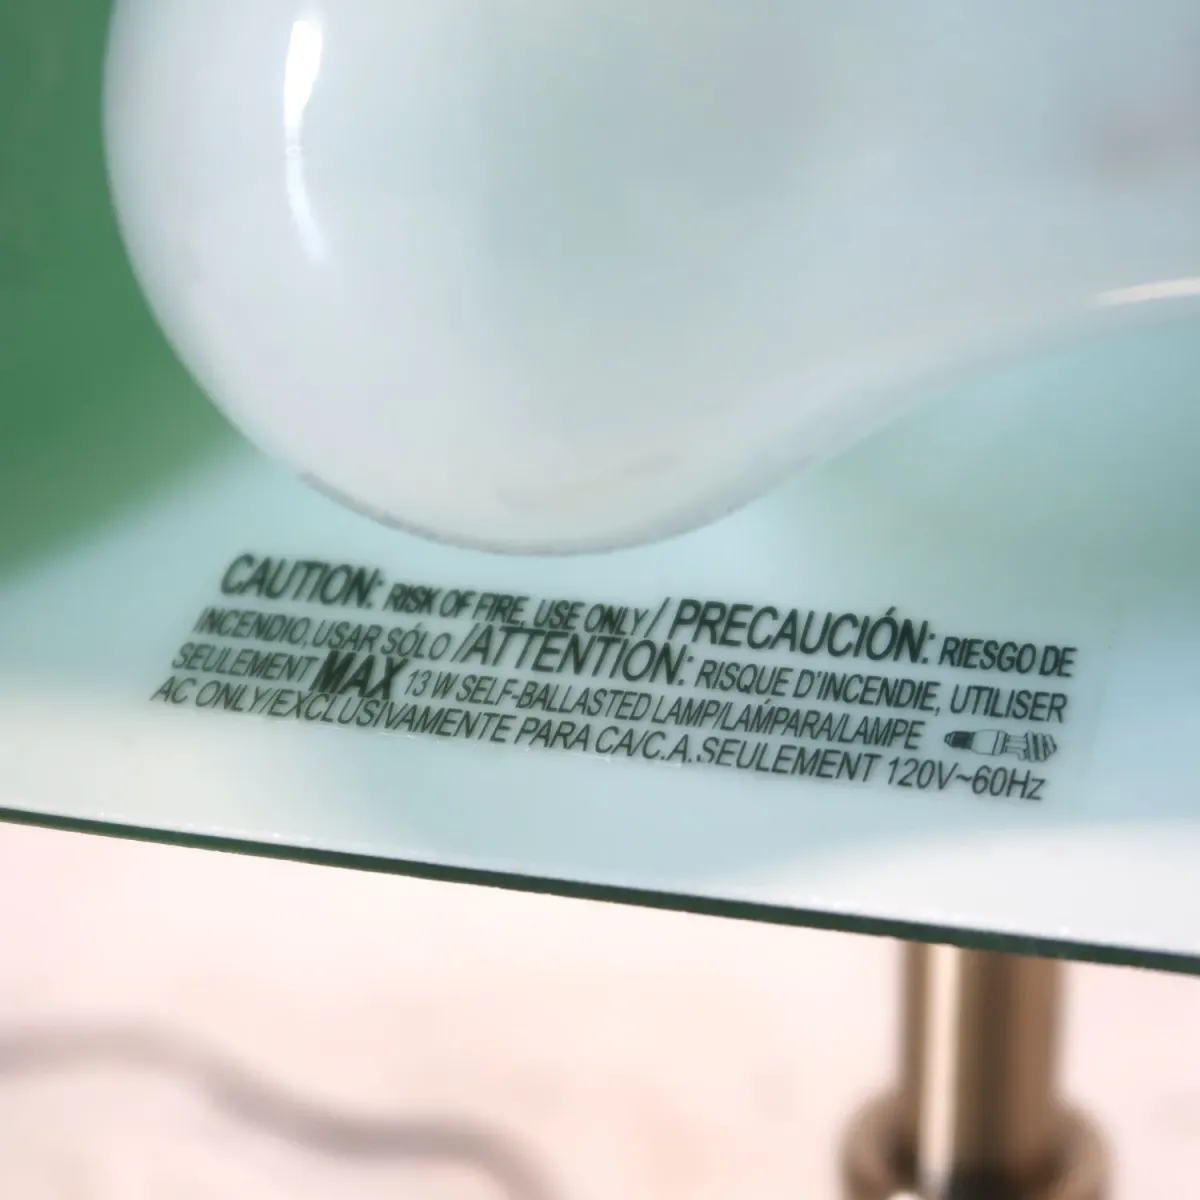 CAUTION: RISK OF FIRE, USE ONLY / PRECAUCIÓN: RIESGO DE
INCENDIO, USAR SÓLO /ATTENTION: RISQUE D'INCENDIE, UTILISER
SEULEMENT MAX 13 W SELF-BALLASTED LAMP/LAMPARA/LAMPE
AC ONLY/EXCLUSIVAMENTE PARA CA/C.A.SEULEMENT 120V~60Hz